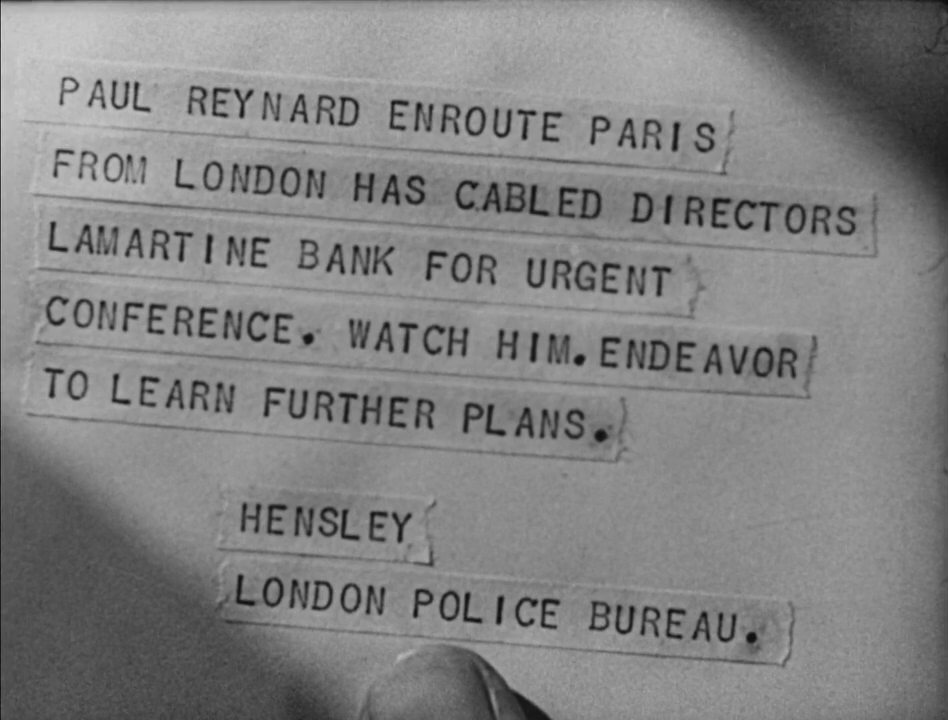 PAUL REYNARD ENROUTE PARIS
FROM LONDON HAS CABLED DIRECTORS
LAMARTINE BANK FOR URGENT
CONFERENCE. WATCH HIM. ENDEAVOR
TO LEARN FURTHER PLANS.
HENSLEY
LONDON POLICE BUREAU.